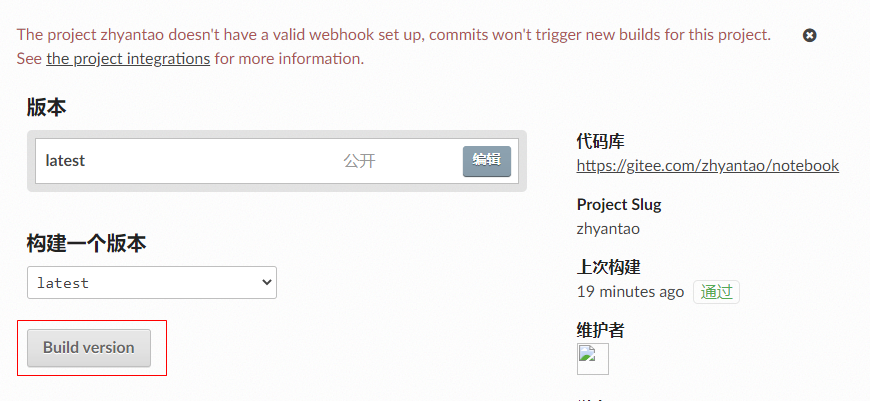 The project zhyantao doesn't have a valid webhook set up, commits won't trigger new builds for this project.
See the project integrations for more information.
版本
latest 公开 编辑
构建一个版本
latest
Build version
代码库
https://gitee.com/zhyantao/notebook
Project Slug
zhyantao
上次构建
19 minutes ago 通过
维护者